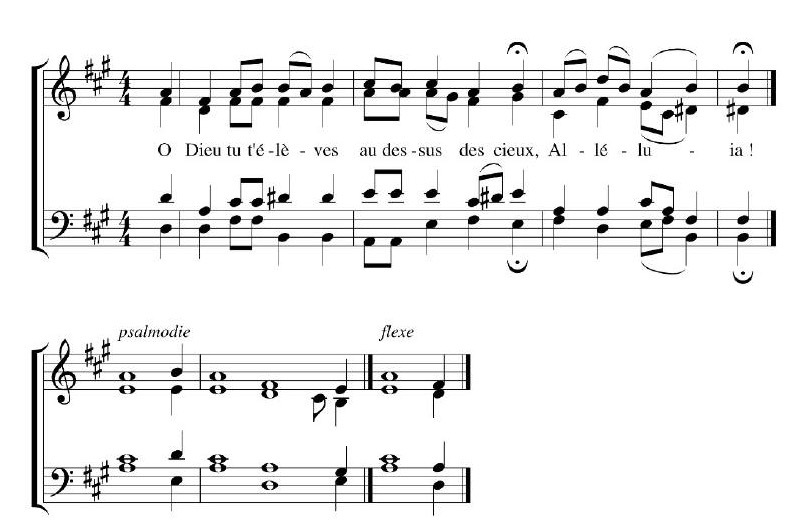 O Dieu tu t'é - lè - ves au des - sus des cieux, Al - lé - lu - ia !
psalmodie flexe